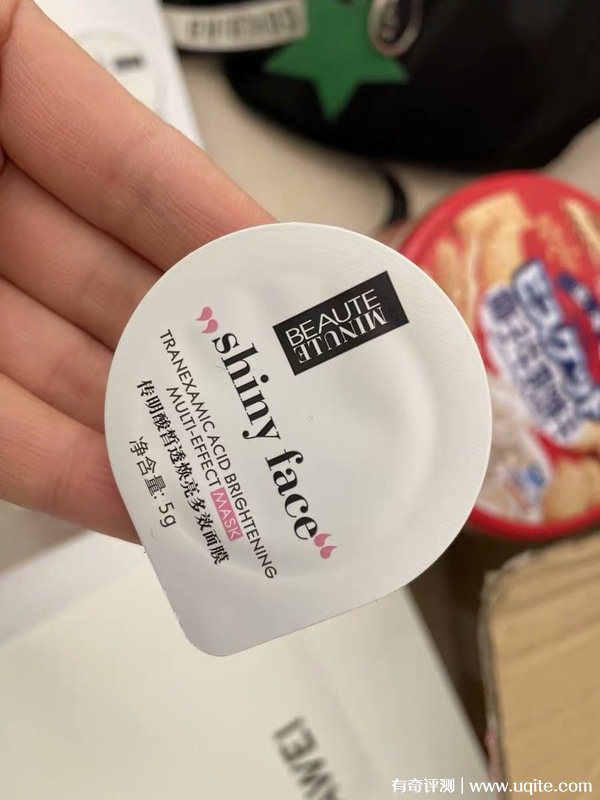 BEAUTE
MINUTE
„shiny face“
TRANEXAMIC ACID BRIGHTENING
MULTI-EFFECT MASK
传明酸皙透焕亮多效面膜
净含量: 5g
AWEI
有奇评测 | www.uqite.com